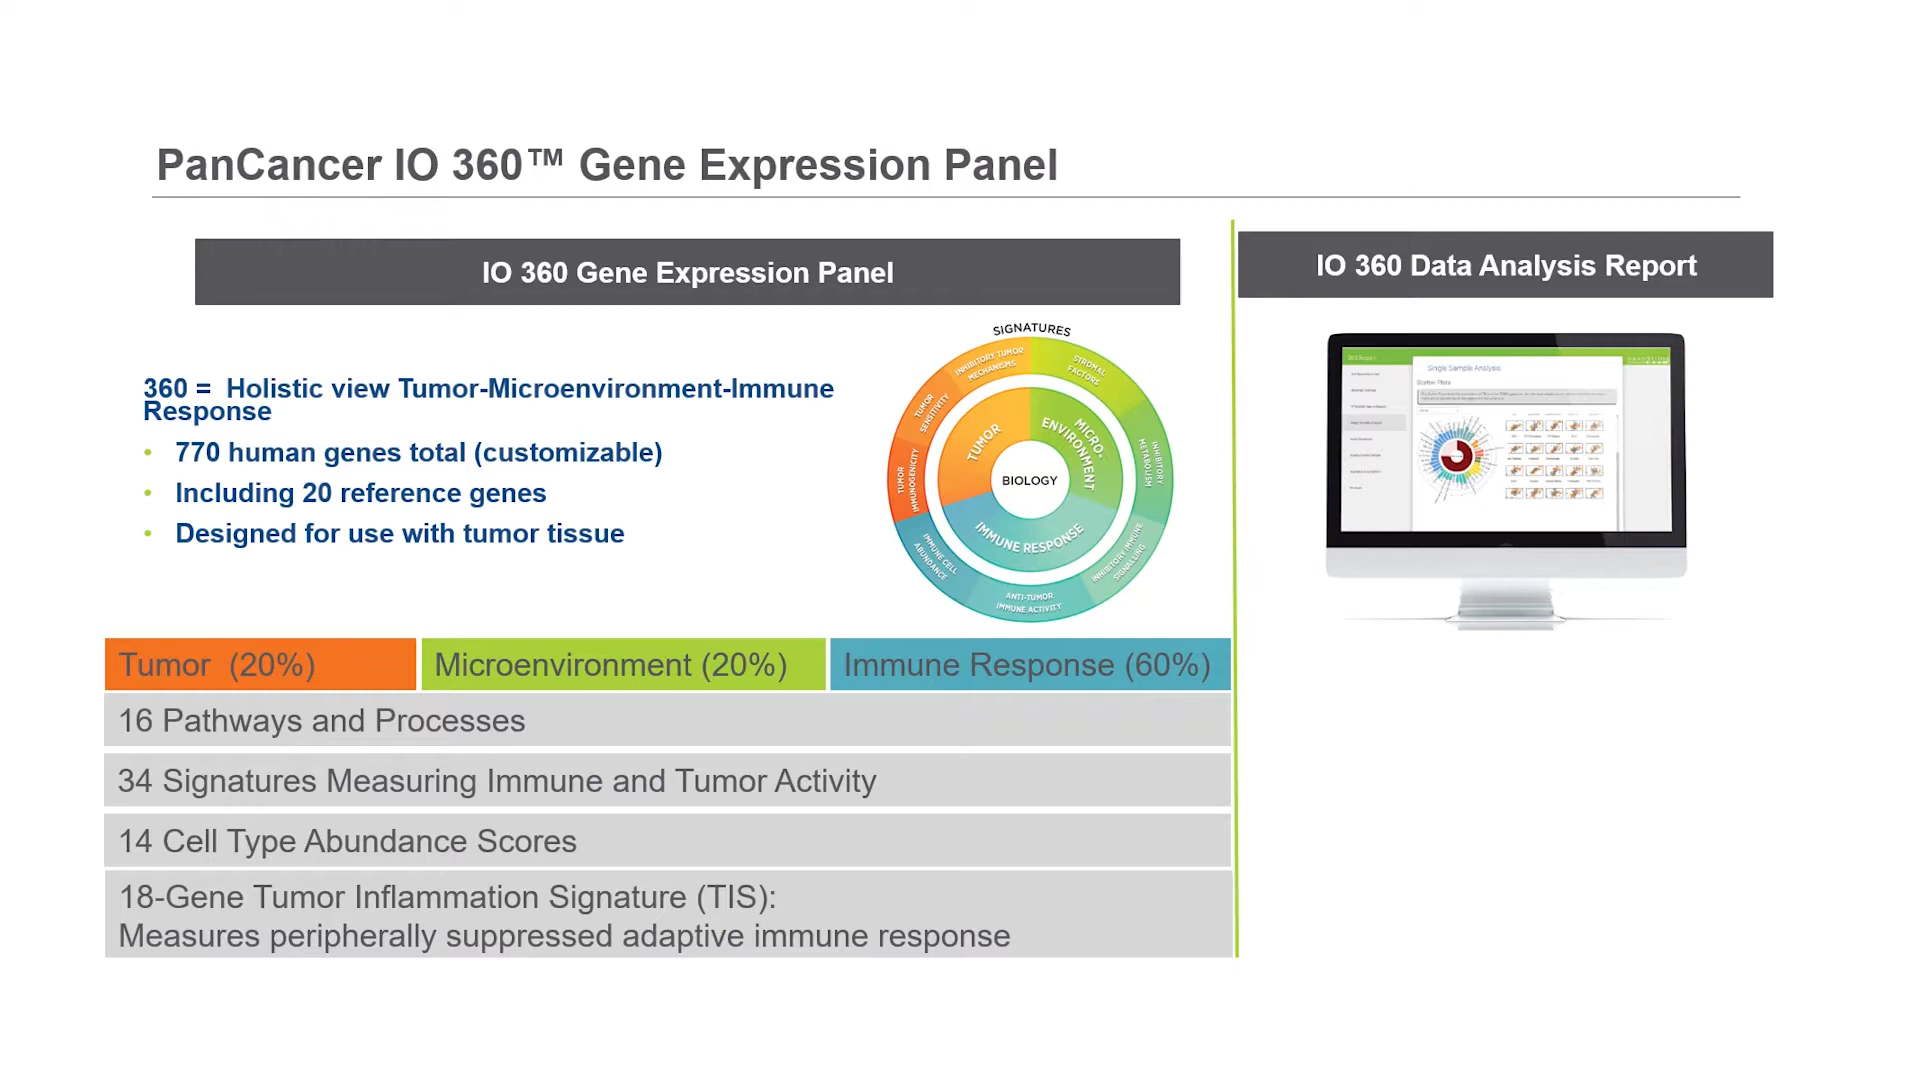 PanCancer IO 360™ Gene Expression Panel
IO 360 Gene Expression Panel
360 =  Holistic view Tumor-Microenvironment-Immune
Response
• 770 human genes total (customizable)
• Including 20 reference genes
• Designed for use with tumor tissue
SIGNATURES
INHIBITORY TUMOR
MECHANISMS
STROMAL
FACTORS
TUMOR
SENSITIVITY
INHIBITORY
METABOLISM
TUMOR
IMMUNOGENICITY
TUMOR
MICRO-
ENVIRONMENT
BIOLOGY
IMMUNE RESPONSE
IMMUNE CELL
ABUNDANCE
INHIBITORY IMMUNE
SIGNALLING
ANTI-TUMOR
IMMUNE ACTIVITY
Tumor  (20%)
Microenvironment (20%)
Immune Response (60%)
16 Pathways and Processes
34 Signatures Measuring Immune and Tumor Activity
14 Cell Type Abundance Scores
18-Gene Tumor Inflammation Signature (TIS):
Measures peripherally suppressed adaptive immune response
IO 360 Data Analysis Report
Single Sample Analysis